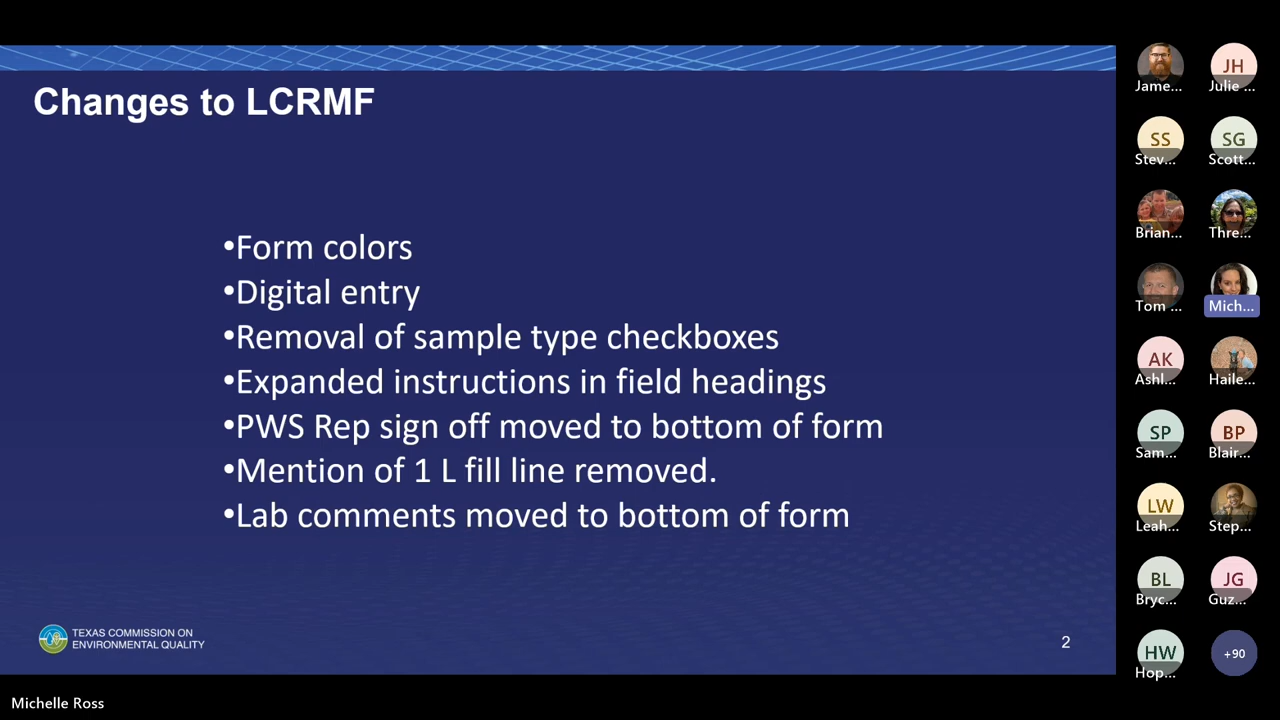 Changes to LCRMF
•Form colors
•Digital entry
•Removal of sample type checkboxes
•Expanded instructions in field headings
•PWS Rep sign off moved to bottom of form
•Mention of 1 L fill line removed.
•Lab comments moved to bottom of form
TEXAS COMMISSION ON
ENVIRONMENTAL QUALITY
2
Michelle Ross
JH
Jame...
Julie ...
SS
SG
Stev...
Scott...
Brian...
Thre...
Tom ...
Mich...
AK
Ashl...
Haile...
SP
BP
Sam...
Blair...
LW
Leah...
Step...
BL
JG
Bryc...
Guz...
HW
+90
Hop...